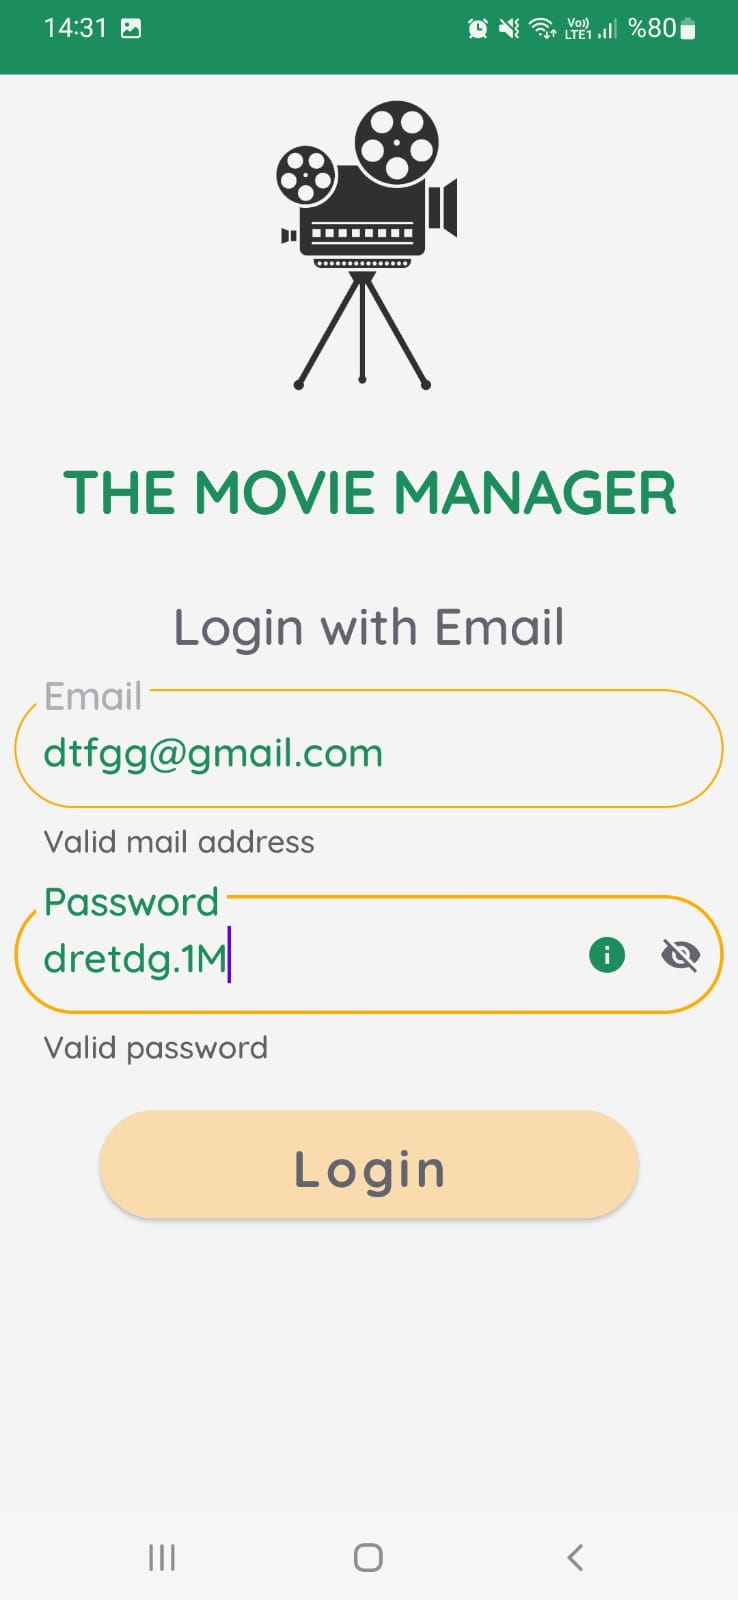 14:31 Vo)) LTE1 %80
THE MOVIE MANAGER
Login with Email
Email
dtfgg@gmail.com
Valid mail address
Password
dretdg.1M
Valid password
Login